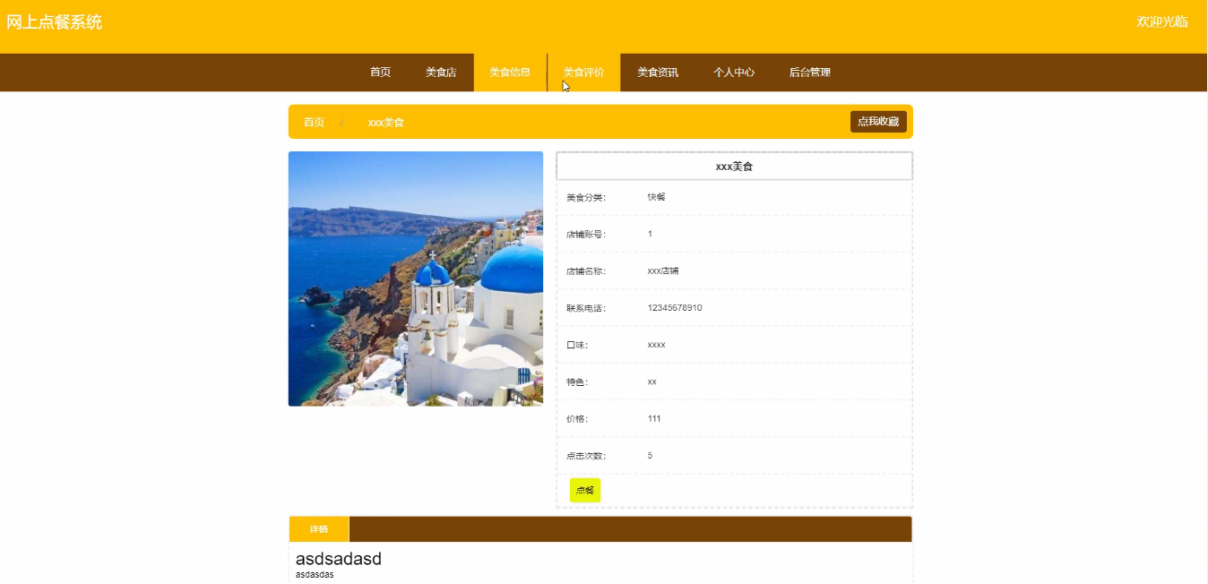 网上点餐系统 欢迎光临
首页 美食店 美食信息 美食评价 美食资讯 个人中心 后台管理
首页 / xxx美食 点我收藏
xxx美食
美食分类: 快餐
店铺账号: 1
店铺名称: xxx店铺
联系电话: 12345678910
口味: xxxx
特色: xx
价格: 111
点击次数: 5
点餐
详情
asdsadasd
asdasdas